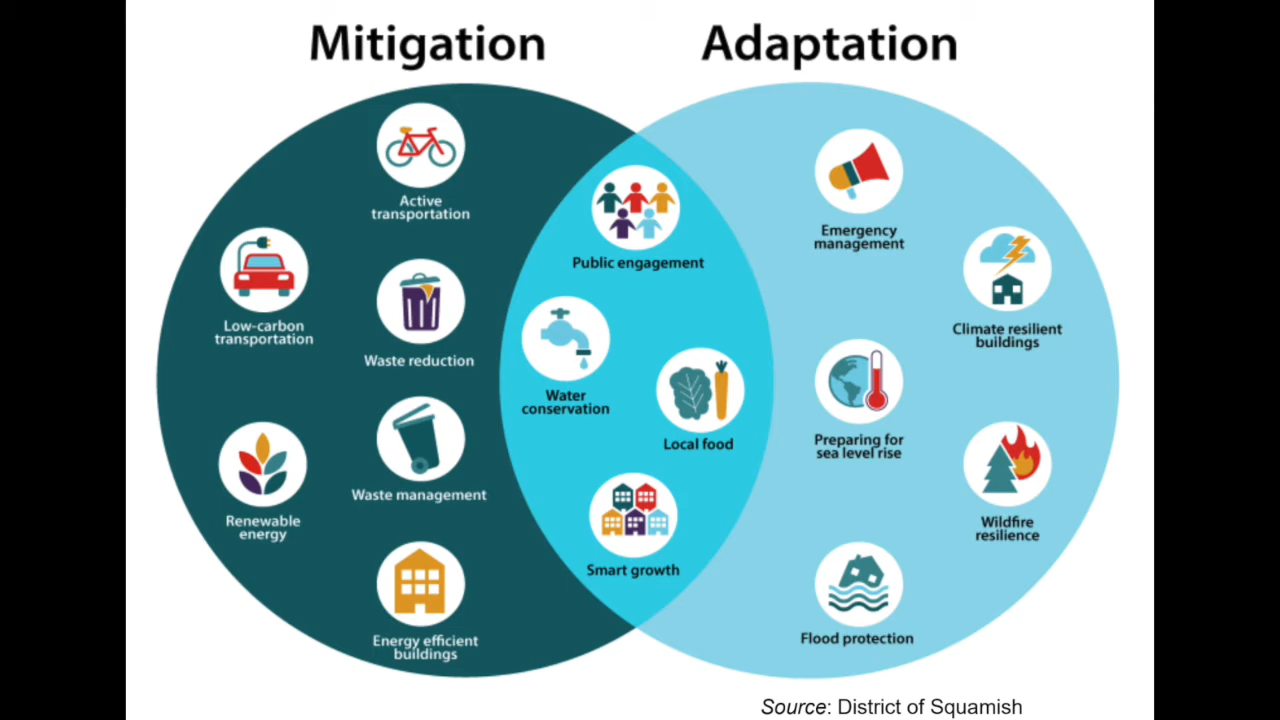 Mitigation
Adaptation
Active
transportation
Low-carbon
transportation
Waste reduction
Renewable
energy
Waste management
Energy efficient
buildings
Public engagement
Water
conservation
Local food
Smart growth
Emergency
management
Climate resilient
buildings
Preparing for
sea level rise
Wildfire
resilience
Flood protection
Source: District of Squamish